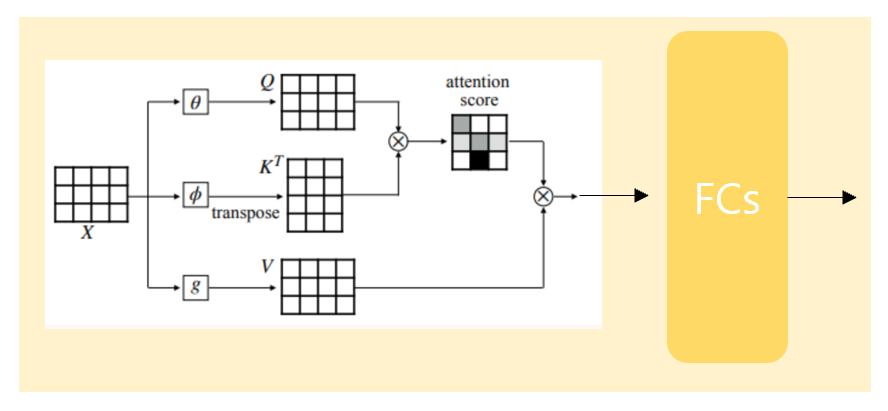 Q
θ
attention
score
K^T
X
ϕ
transpose
V
g
FCs